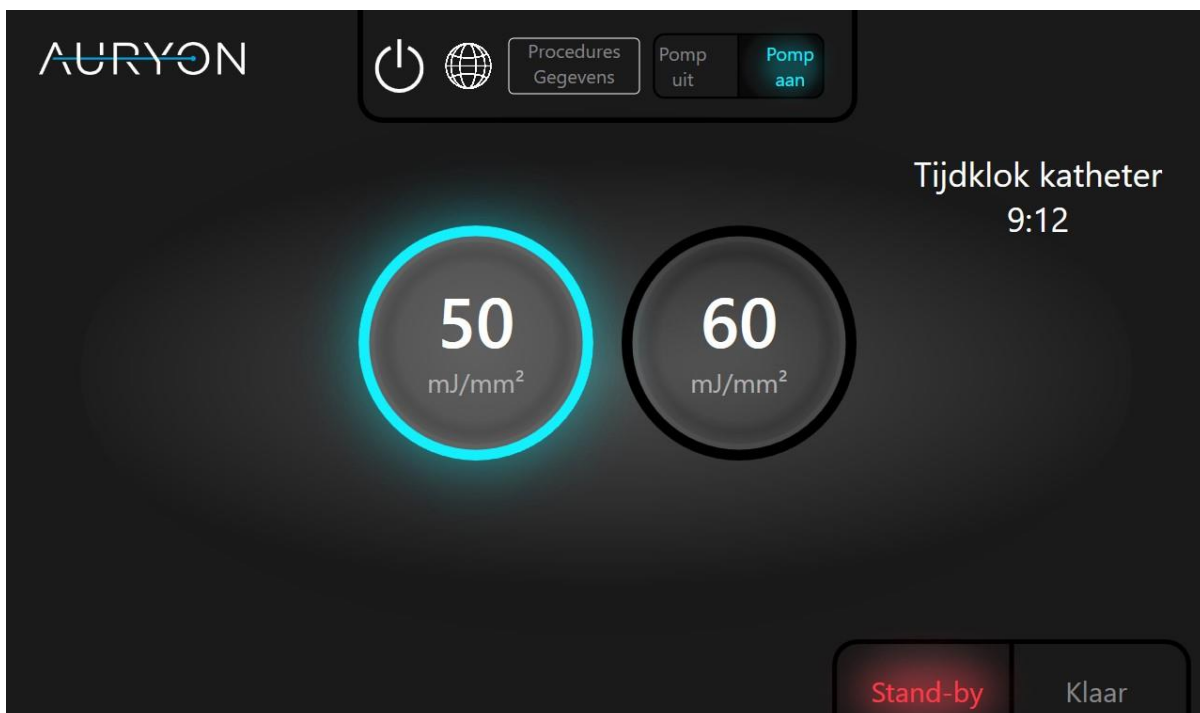 AURYON
Procedures
Gegevens
Pomp
uit
Pomp
aan
Tijdklok katheter
9:12
50
mJ/mm²
60
mJ/mm²
Stand-by
Klaar